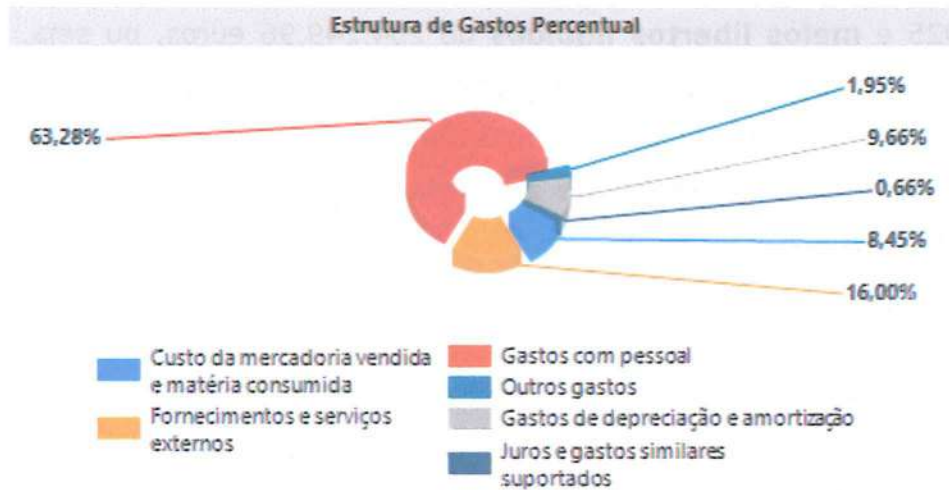 Estrutura de Gastos Percentual
1,95%
63,28%
9,66%
0,66%
8,45%
16,00%
Custo da mercadoria vendida
e matéria consumida
Fornecimentos e serviços
externos
Gastos com pessoal
Outros gastos
Gastos de depreciação e amortização
Juros e gastos similares
suportados